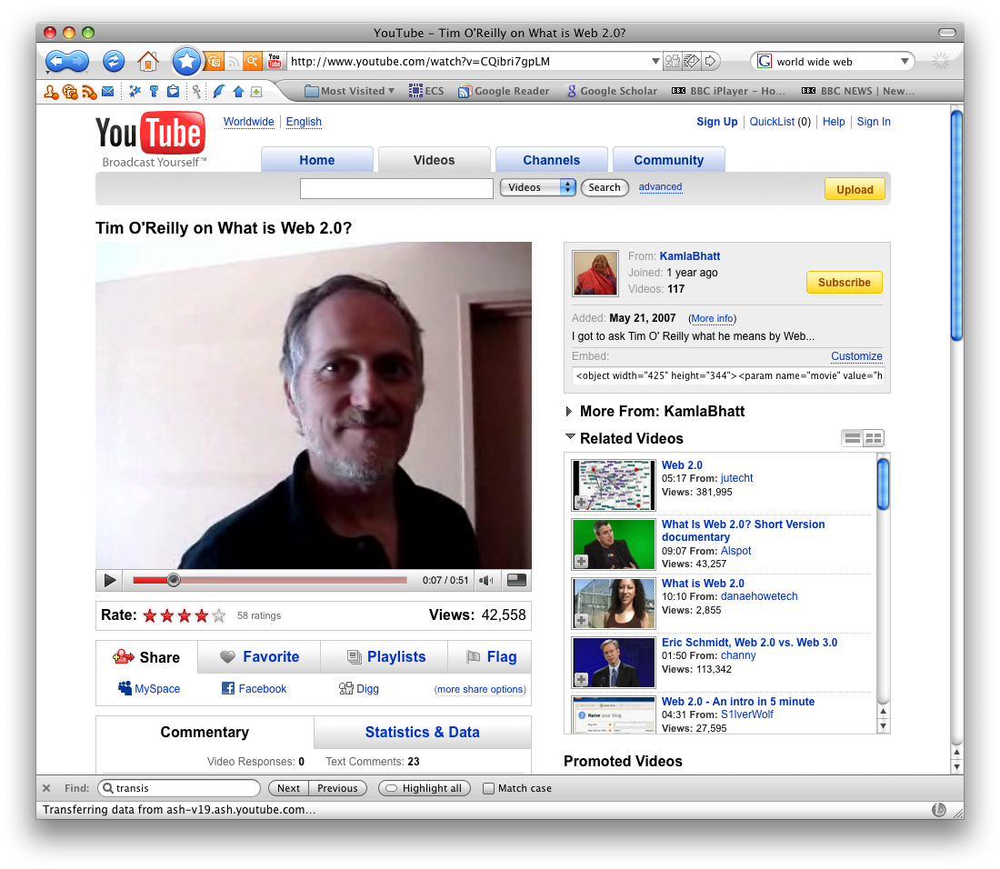 YouTube - Tim O'Reilly on What is Web 2.0?
http://www.youtube.com/watch?v=CQibri7gpLM
world wide web
Most Visited ECS Google Reader Google Scholar BBC iPlayer - Ho... BBC NEWS | New...
YouTube
Broadcast Yourself™
Worldwide English
Sign Up QuickList (0) Help Sign In
Home Videos Channels Community
Videos Search advanced Upload
Tim O'Reilly on What is Web 2.0?
0:07 / 0:51
Rate: 58 ratings Views: 42,558
Share Favorite Playlists Flag
MySpace Facebook Digg (more share options)
Commentary Statistics & Data
Video Responses: 0 Text Comments: 23
From: KamlaBhatt
Joined: 1 year ago
Videos: 117
Subscribe
Added: May 21, 2007 (More info)
I got to ask Tim O' Reilly what he means by Web...
Embed: Customize
<object width="425" height="344"><param name="movie" value="h
More From: KamlaBhatt
Related Videos
Web 2.0
05:17 From: jutecht
Views: 381,995
What Is Web 2.0? Short Version
documentary
09:07 From: Alspot
Views: 43,257
What is Web 2.0
10:10 From: danaehowetech
Views: 2,855
Eric Schmidt, Web 2.0 vs. Web 3.0
01:50 From: channy
Views: 113,342
Web 2.0 - An intro in 5 minute
04:31 From: S1lverWolf
Views: 27,595
Promoted Videos
Find: transis Next Previous Highlight all Match case
Transferring data from ash-v19.ash.youtube.com...